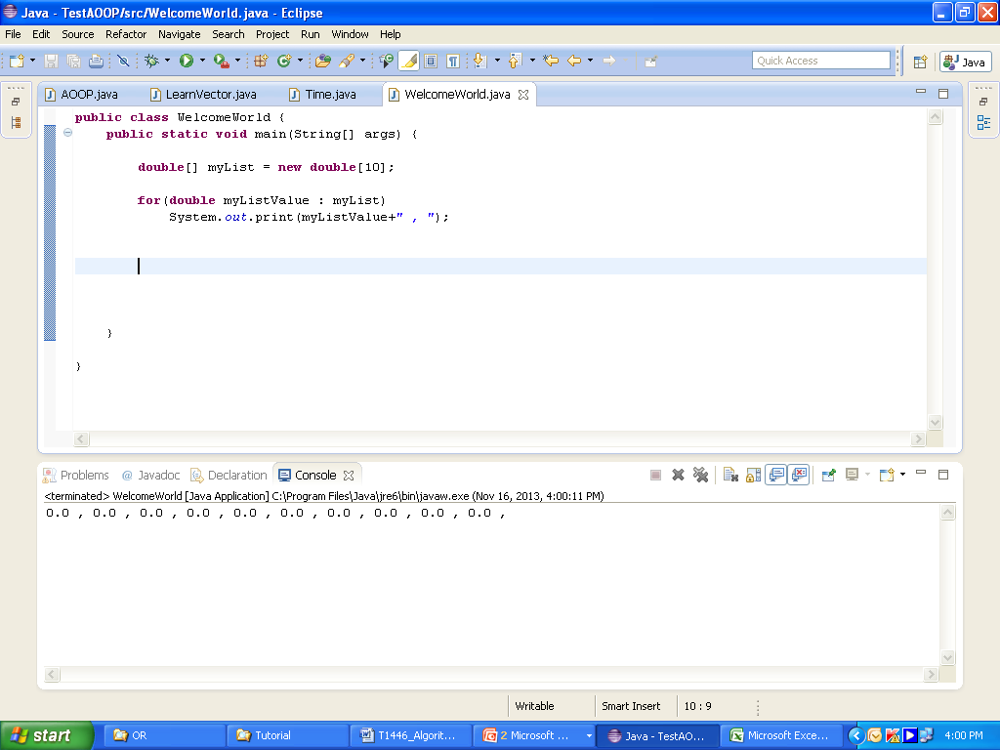 Java - TestAOOP/src/WelcomeWorld.java - Eclipse
File Edit Source Refactor Navigate Search Project Run Window Help
Quick Access
Java
AOOP.java LearnVector.java Time.java WelcomeWorld.java
public class WelcomeWorld {
public static void main(String[] args) {
double[] myList = new double[10];
for(double myListValue : myList)
System.out.print(myListValue+" , ");
}
}
Problems @ Javadoc Declaration Console
<terminated> WelcomeWorld [Java Application] C:\Program Files\Java\jre6\bin\javaw.exe (Nov 16, 2013, 4:00:11 PM)
0.0 , 0.0 , 0.0 , 0.0 , 0.0 , 0.0 , 0.0 , 0.0 , 0.0 , 0.0 ,
Writable Smart Insert 10 : 9
start OR Tutorial T1446_Algorit... 2 Microsoft ... Java - TestAO... Microsoft Exce... 4:00 PM